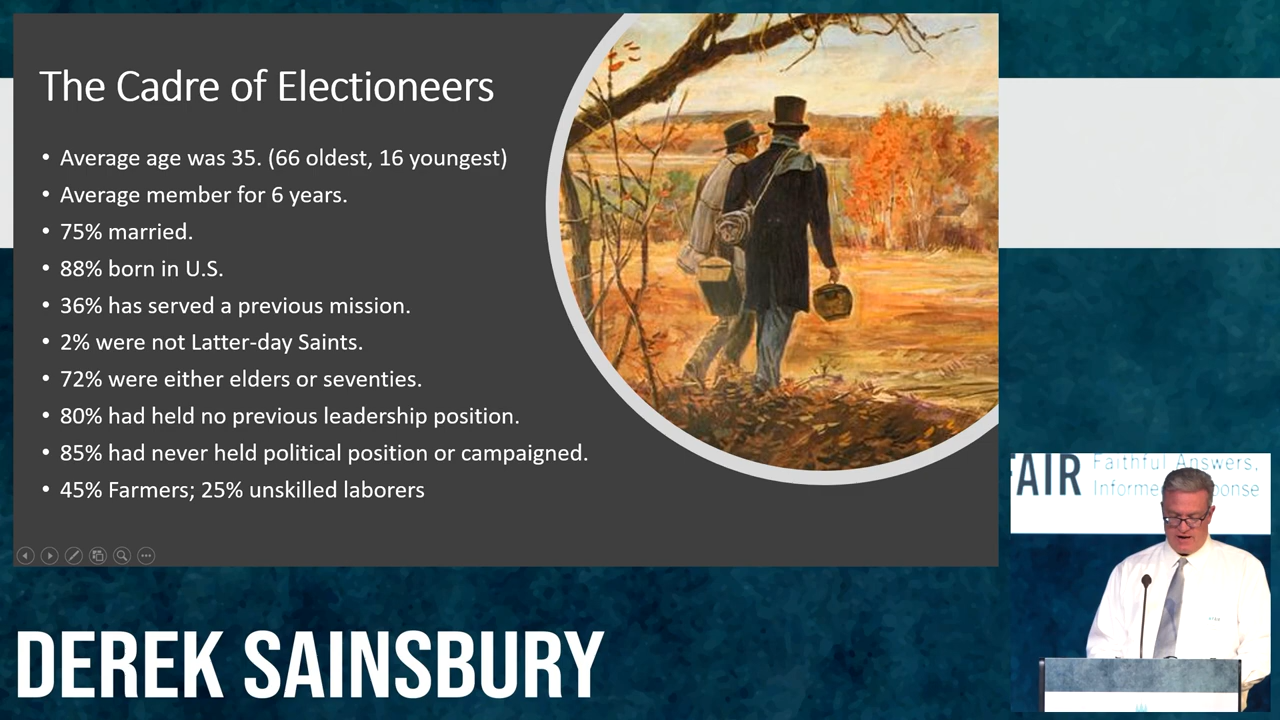 The Cadre of Electioneers
• Average age was 35. (66 oldest, 16 youngest)
• Average member for 6 years.
• 75% married.
• 88% born in U.S.
• 36% has served a previous mission.
• 2% were not Latter-day Saints.
• 72% were either elders or seventies.
• 80% had held no previous leadership position.
• 85% had never held political position or campaigned.
• 45% Farmers; 25% unskilled laborers
AIR
Faithful Answers,
DEREK SAINSBURY